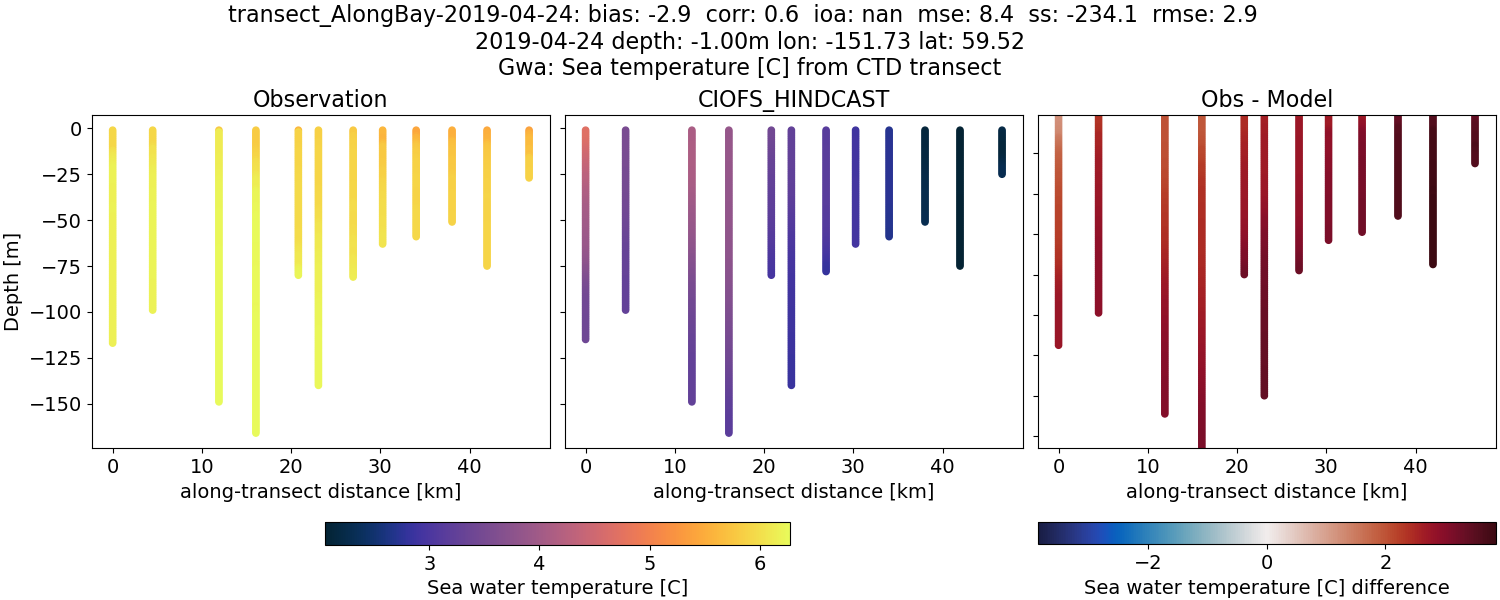 transect_AlongBay-2019-04-24: bias: -2.9 corr: 0.6 ioa: nan mse: 8.4 ss: -234.1 rmse: 2.9
2019-04-24 depth: -1.00m lon: -151.73 lat: 59.52
Gwa: Sea temperature [C] from CTD transect
Observation
CIOFS_HINDCAST
Obs - Model
Depth [m]
0
−25
−50
−75
−100
−125
−150
0 10 20 30 40
0 10 20 30 40
0 10 20 30 40
along-transect distance [km]
along-transect distance [km]
along-transect distance [km]
3 4 5 6
Sea water temperature [C]
−2 0 2
Sea water temperature [C] difference